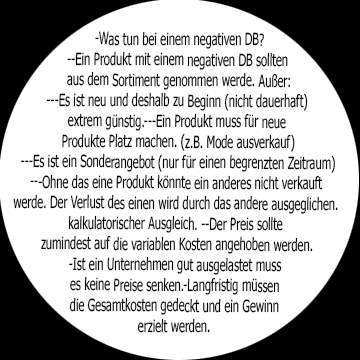 -Was tun bei einem negativen DB?
--Ein Produkt mit einem negativen DB sollten
aus dem Sortiment genommen werde. Außer:
---Es ist neu und deshalb zu Beginn (nicht dauerhaft)
extrem günstig.---Ein Produkt muss für neue
Produkte Platz machen. (z.B. Mode ausverkauf)
---Es ist ein Sonderangebot (nur für einen begrenzten Zeitraum)
---Ohne das eine Produkt könnte ein anderes nicht verkauft
werde. Der Verlust des einen wird durch das andere ausgeglichen.
kalkulatorischer Ausgleich. --Der Preis sollte
zumindest auf die variablen Kosten angehoben werden.
-Ist ein Unternehmen gut ausgelastet muss
es keine Preise senken.-Langfristig müssen
die Gesamtkosten gedeckt und ein Gewinn
erzielt werden.